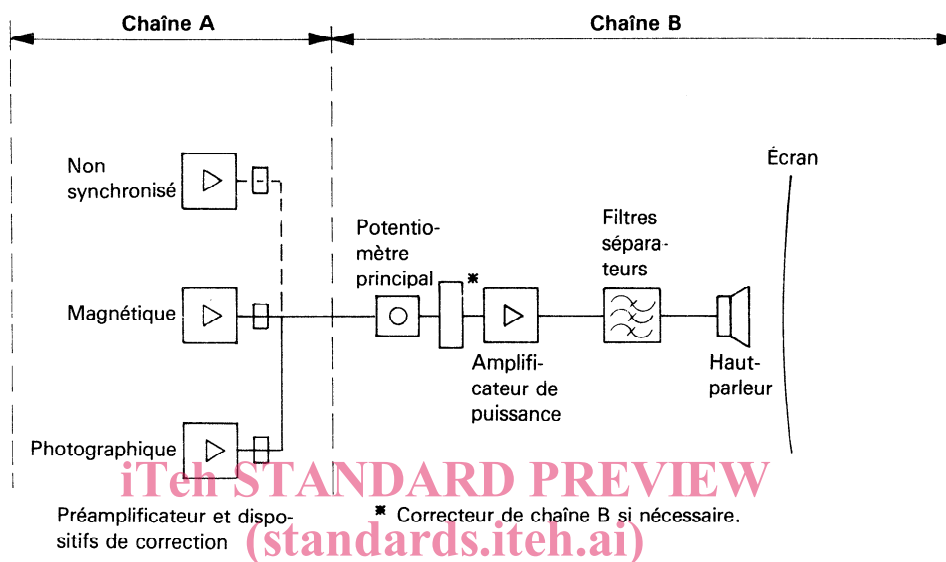 Chaîne A
Chaîne B
Non
synchronisé
Magnétique
Photographique
Potentio-
mètre
principal
*
Amplifi-
cateur de
puissance
Filtres
sépara-
teurs
Haut-
parleur
Écran
iTeh STANDARD PREVIEW
(standards.iteh.ai)
Préamplificateur et dispo-
sitifs de correction
* Correcteur de chaîne B si nécessaire.